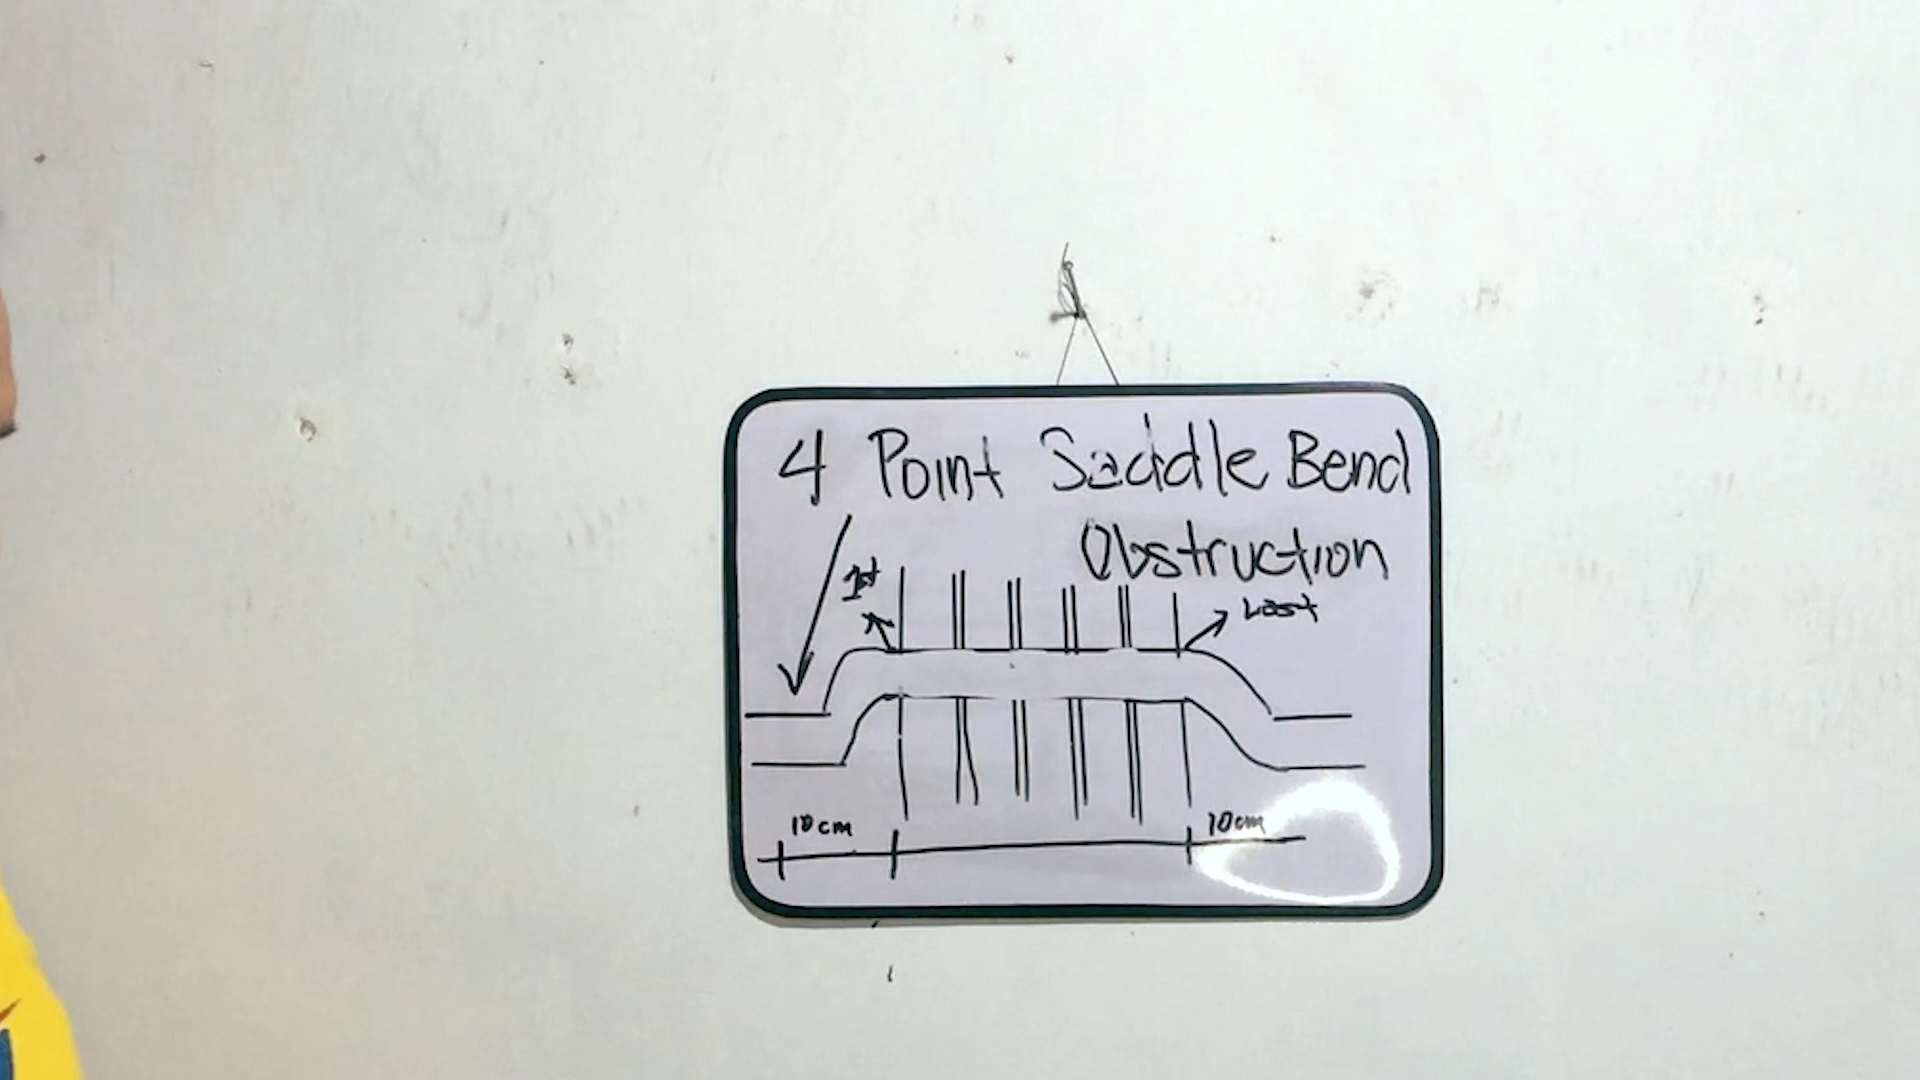 4 Point Saddle Bend
Obstruction
1st
Last
10cm
10cm